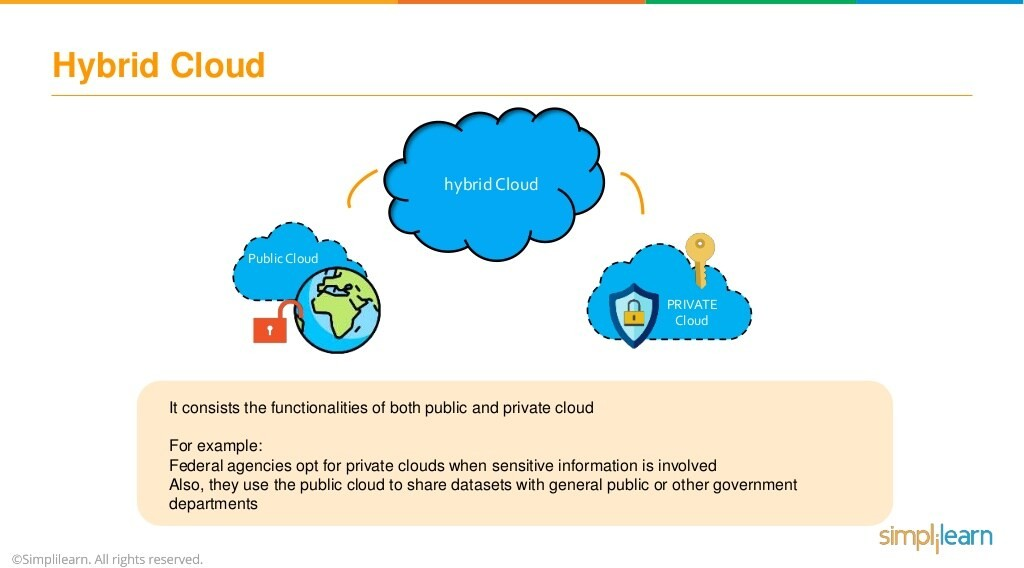 Hybrid Cloud
hybrid Cloud
Public Cloud
PRIVATE
Cloud
It consists the functionalities of both public and private cloud
For example:
Federal agencies opt for private clouds when sensitive information is involved
Also, they use the public cloud to share datasets with general public or other government
departments
simplilearn
©Simplilearn. All rights reserved.